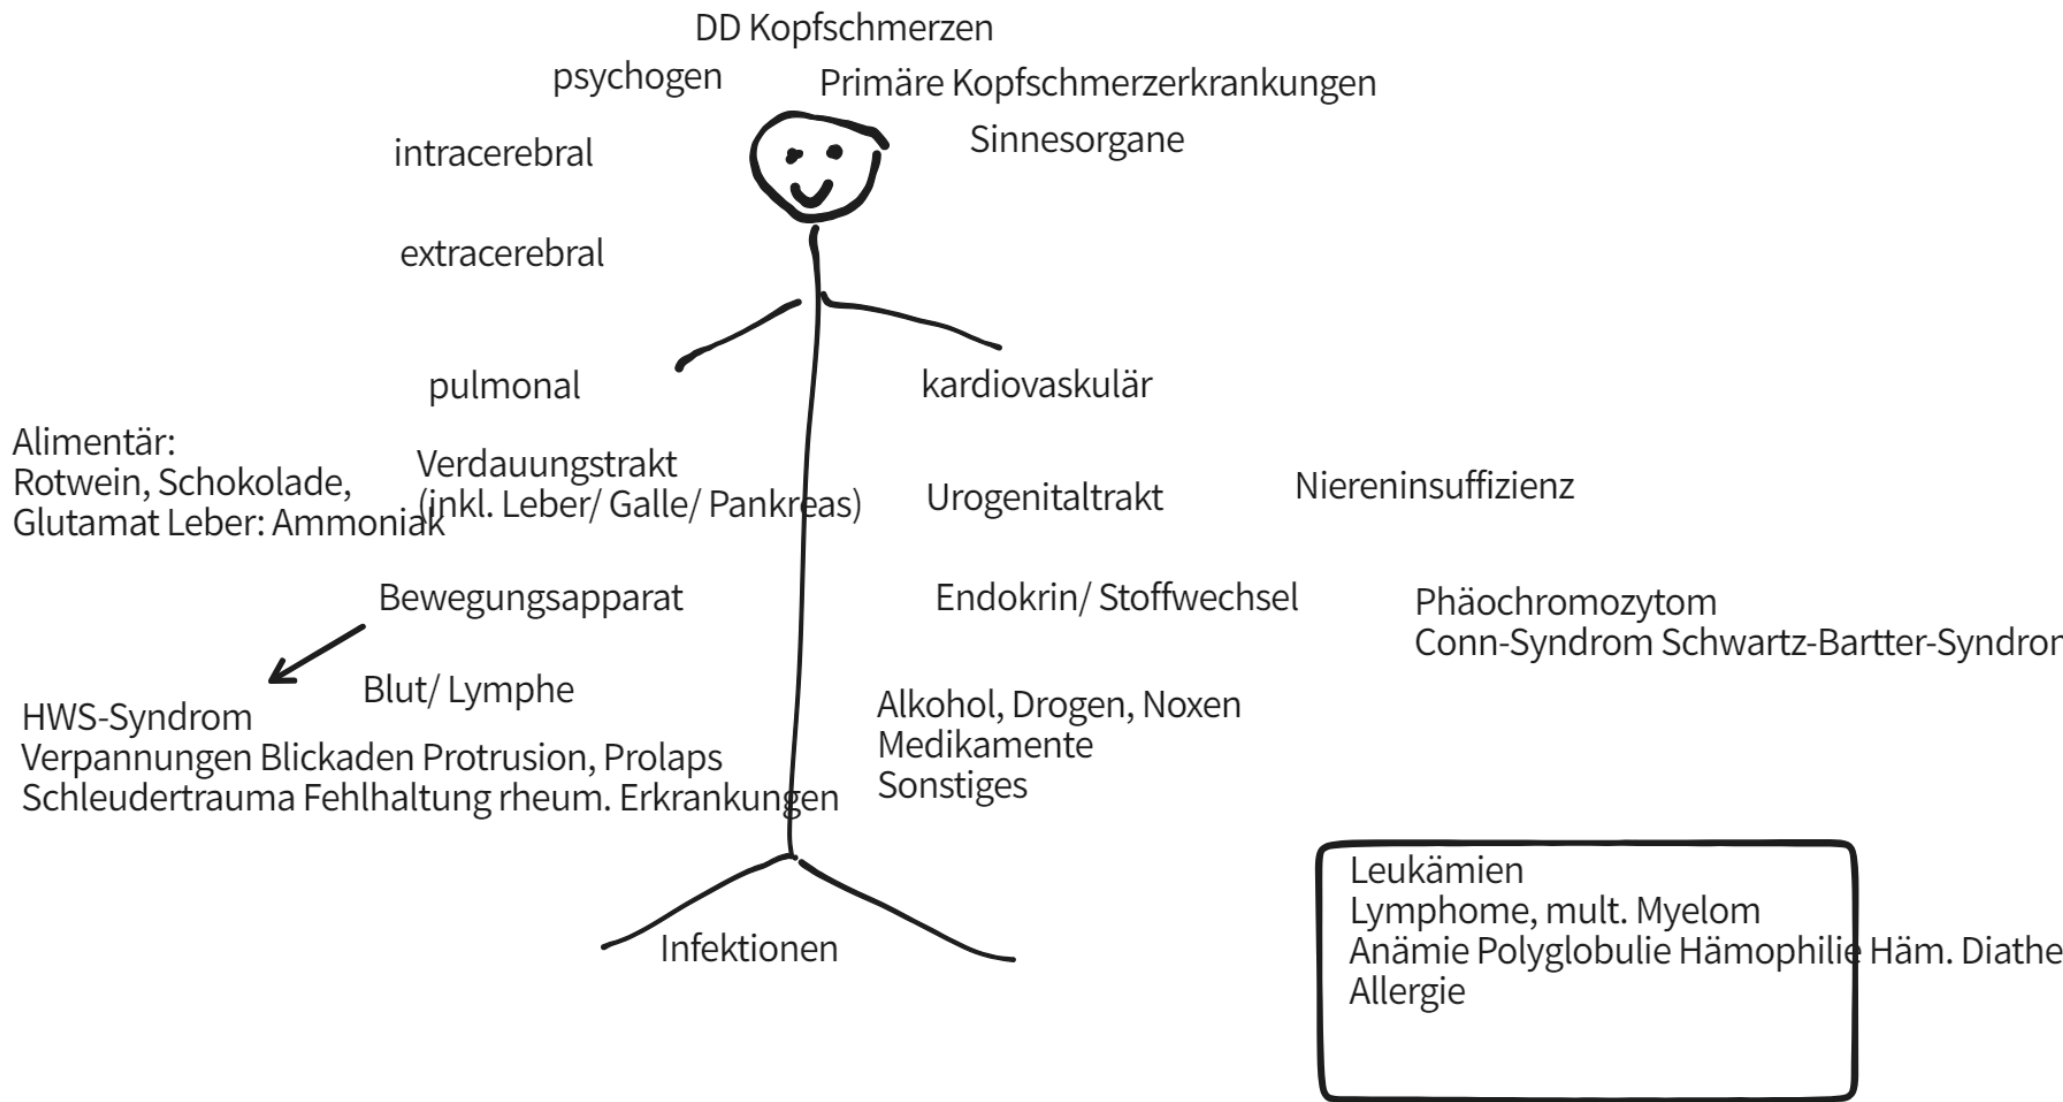 DD Kopfschmerzen
psychogen
Primäre Kopfschmerzerkrankungen
intracerebral
Sinnesorgane
extracerebral
pulmonal
kardiovaskulär
Alimentär:
Rotwein, Schokolade,
Glutamat Leber: Ammoniak
Verdauungstrakt
(inkl. Leber/ Galle/ Pankreas)
Urogenitaltrakt
Niereninsuffizienz
Bewegungsapparat
Endokrin/ Stoffwechsel
Phäochromozytom
Conn-Syndrom Schwartz-Bartter-Syndrom
Blut/ Lymphe
HWS-Syndrom
Verpannungen Blickaden Protrusion, Prolaps
Schleudertrauma Fehlhaltung rheum. Erkrankungen
Alkohol, Drogen, Noxen
Medikamente
Sonstiges
Infektionen
Leukämien
Lymphome, mult. Myelom
Anämie Polyglobulie Hämophilie Häm. Diathe
Allergie